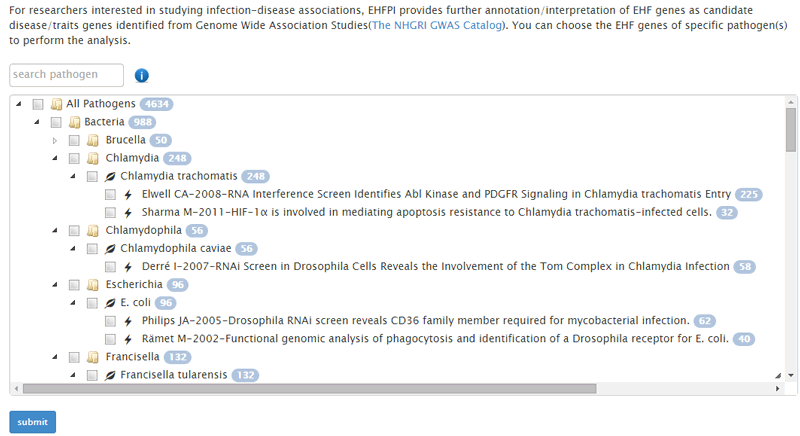 For researchers interested in studying infection-disease associations, EHFPI provides further annotation/interpretation of EHF genes as candidate
disease/traits genes identified from Genome Wide Association Studies(The NHGRI GWAS Catalog). You can choose the EHF genes of specific pathogen(s)
to perform the analysis.
search pathogen i
All Pathogens 4634
Bacteria 988
Brucella 50
Chlamydia 248
Chlamydia trachomatis 248
Elwell CA-2008-RNA Interference Screen Identifies Abl Kinase and PDGFR Signaling in Chlamydia trachomatis Entry 225
Sharma M-2011-HIF-1α is involved in mediating apoptosis resistance to Chlamydia trachomatis-infected cells. 32
Chlamydophila 56
Chlamydophila caviae 56
Derré I-2007-RNAi Screen in Drosophila Cells Reveals the Involvement of the Tom Complex in Chlamydia Infection 58
Escherichia 96
E. coli 96
Philips JA-2005-Drosophila RNAi screen reveals CD36 family member required for mycobacterial infection. 62
Rämet M-2002-Functional genomic analysis of phagocytosis and identification of a Drosophila receptor for E. coli. 40
Francisella 132
Francisella tularensis 132
submit